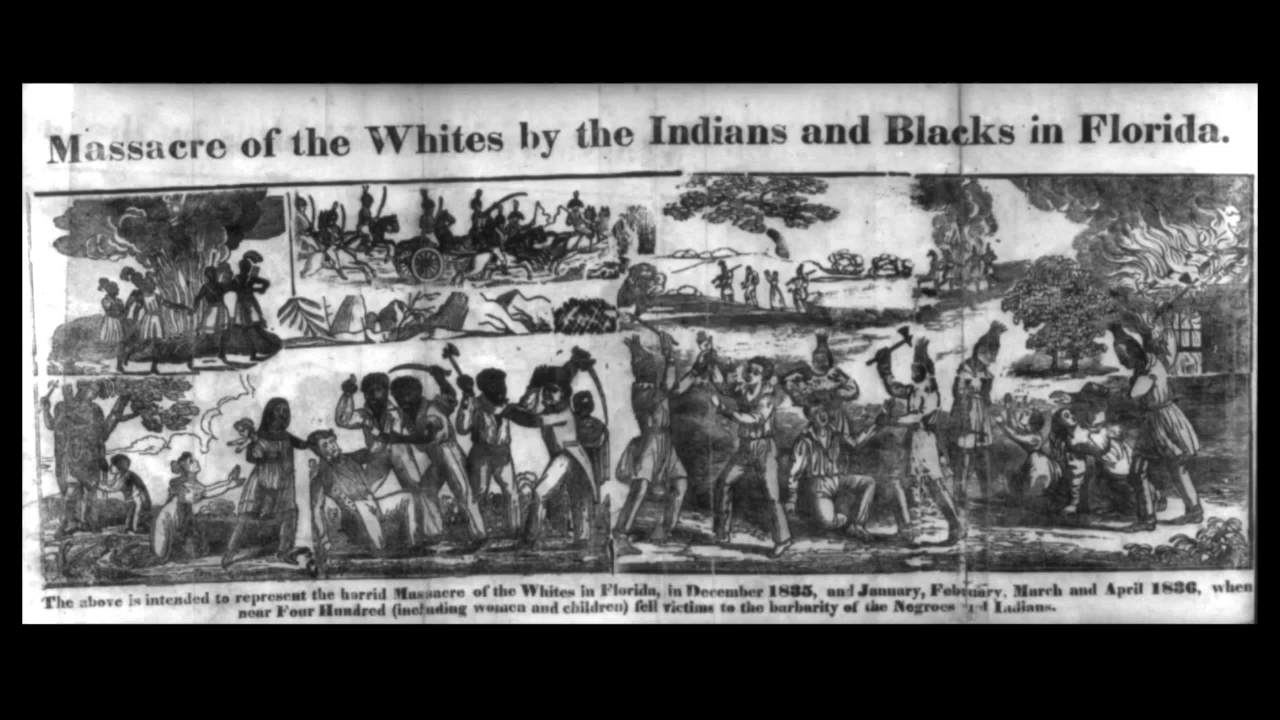 Massacre of the Whites by the Indians and Blacks in Florida.
The above is intended to represent the horrid Massacre of the Whites in Florida, in December 1835, and January, February, March and April 1836, when
near Four Hundred (including women and children) fell victims to the barbarity of the Negroes and Indians.